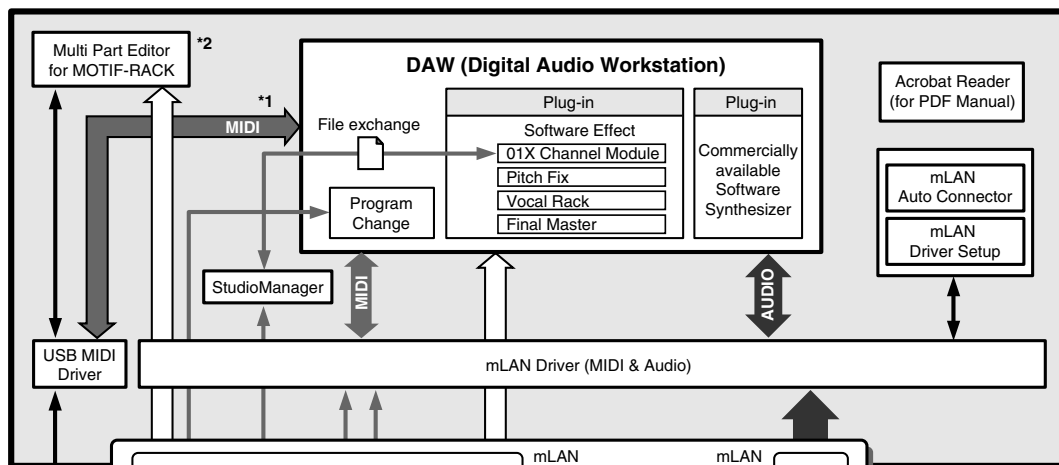 Multi Part Editor
for MOTIF-RACK
*2
*1
MIDI
DAW (Digital Audio Workstation)
File exchange
Program
Change
Plug-in
Software Effect
01X Channel Module
Pitch Fix
Vocal Rack
Final Master
Plug-in
Commercially
available
Software
Synthesizer
Acrobat Reader
(for PDF Manual)
mLAN
Auto Connector
mLAN
Driver Setup
StudioManager
MIDI
AUDIO
USB MIDI
Driver
mLAN Driver (MIDI & Audio)
mLAN
mLAN